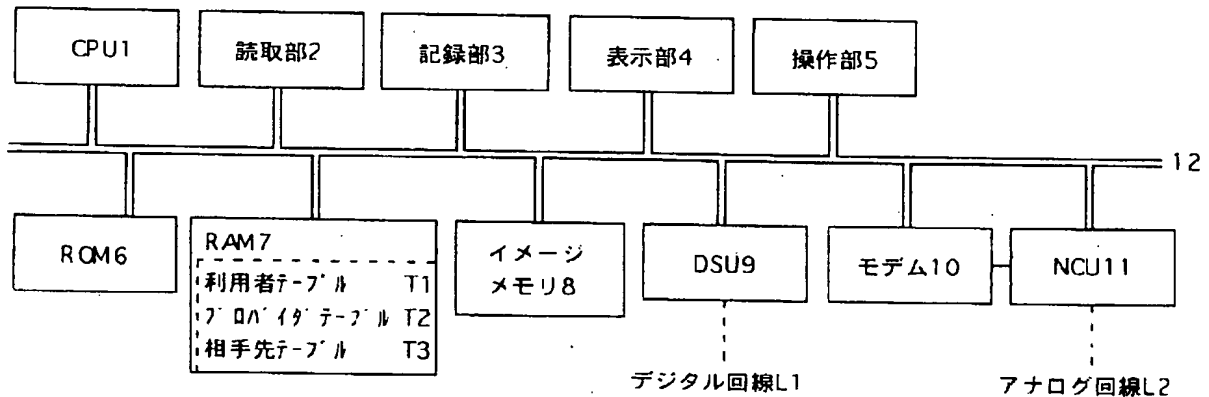 CPU1
読取部2
記録部3
表示部4
操作部5
12
ROM6
RAM7
利用者テーブル T1
プロバイダテーブル T2
相手先テーブル T3
イメージ
メモリ8
DSU9
モデム10
NCU11
デジタル回線L1
アナログ回線L2